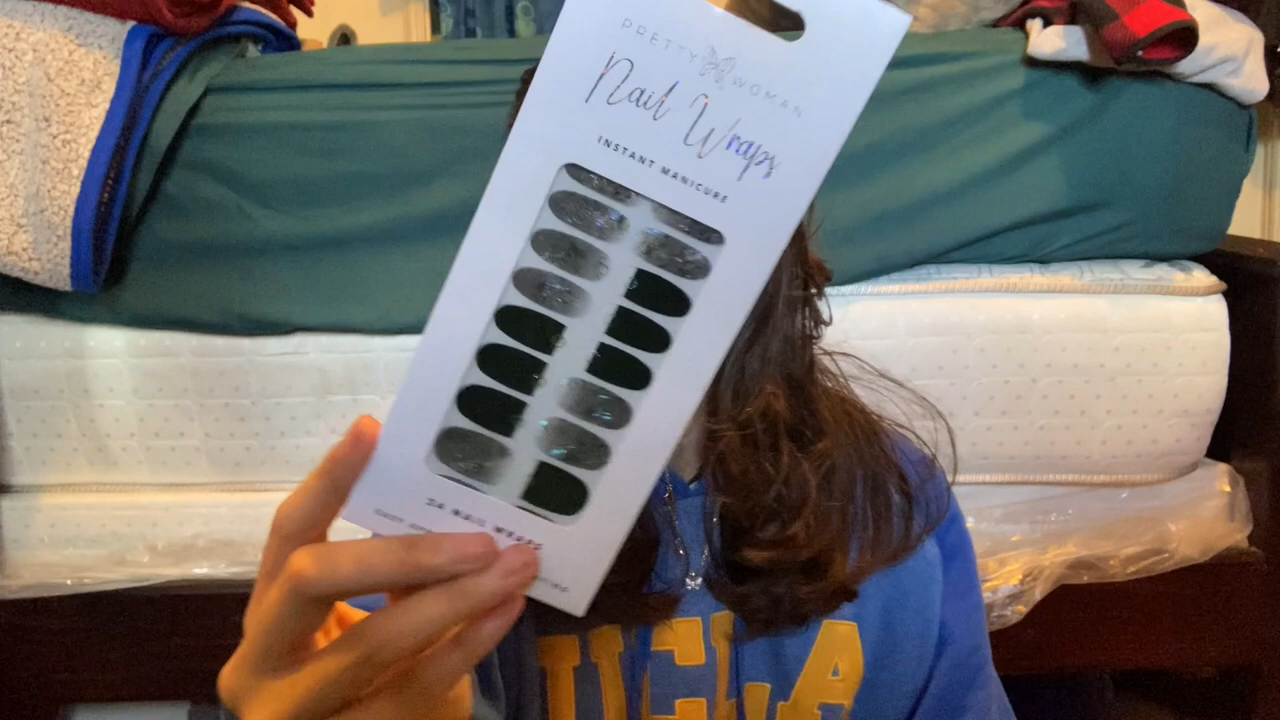 PRETTY WOMAN
Nail Wraps
INSTANT MANICURE
24 NAIL WRAPS
UCLA